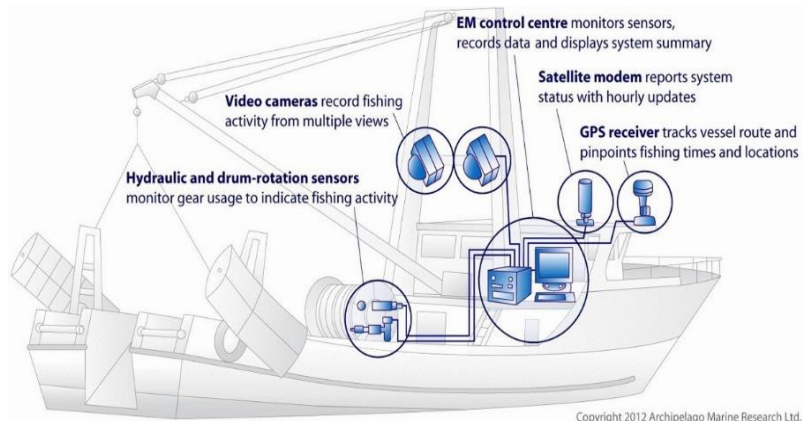 EM control centre monitors sensors,
records data and displays system summary
Satellite modem reports system
status with hourly updates
Video cameras record fishing
activity from multiple views
GPS receiver tracks vessel route and
pinpoints fishing times and locations
Hydraulic and drum-rotation sensors
monitor gear usage to indicate fishing activity
Copyright 2012 Archipelago Marine Research Ltd.